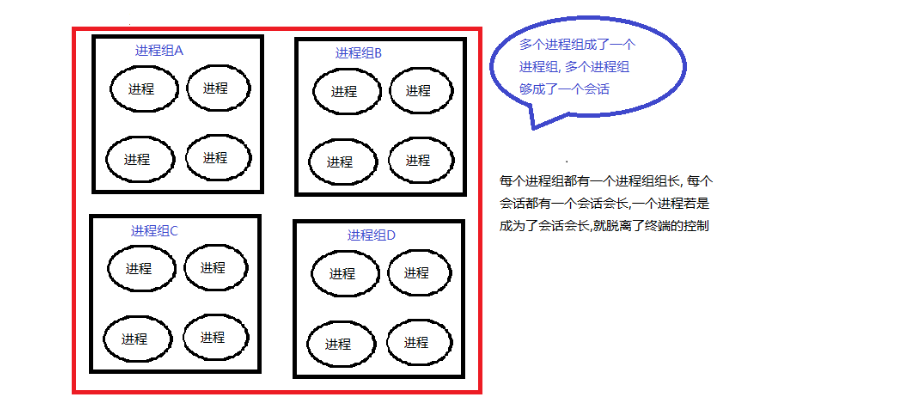 进程组A
进程
进程
进程
进程
进程组B
进程
进程
进程
进程
进程组C
进程
进程
进程
进程
进程组D
进程
进程
进程
进程
多个进程组成了一个
进程组, 多个进程组
够成了一个会话
每个进程组都有一个进程组组长, 每个
会话都有一个会话会长,一个进程若是
成为了会话会长,就脱离了终端的控制